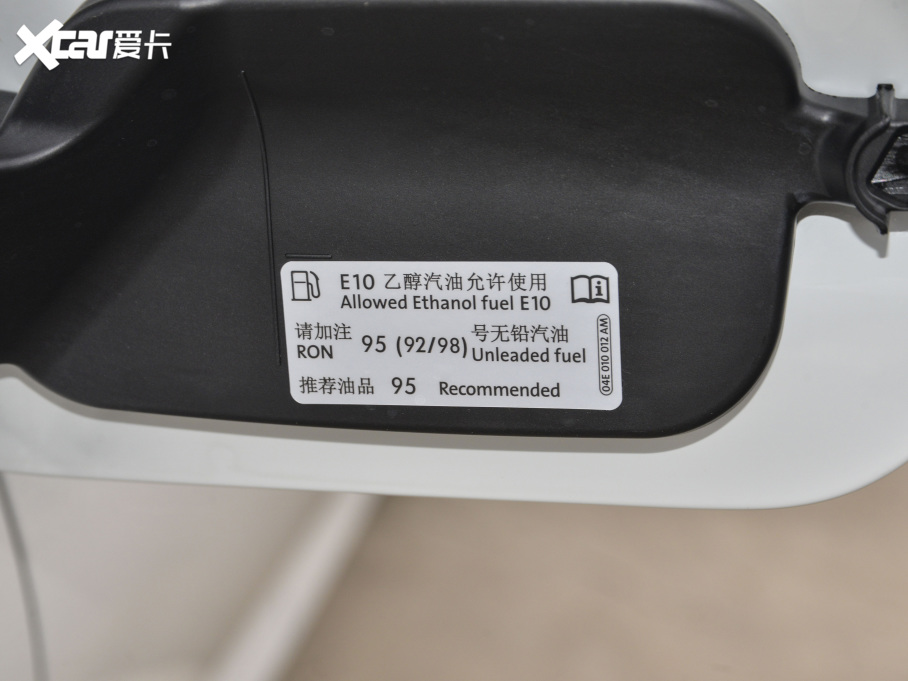 Xcar爱卡
E10 乙醇汽油允许使用
Allowed Ethanol fuel E10
请加注 95 (92/98) 号无铅汽油
RON Unleaded fuel
推荐油品 95 Recommended
04E 010 012 AM